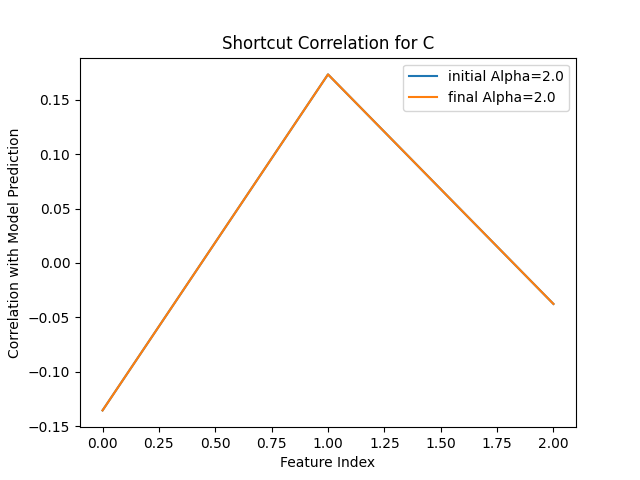 Shortcut Correlation for C
initial Alpha=2.0
final Alpha=2.0
Correlation with Model Prediction
0.15
0.10
0.05
0.00
−0.05
−0.10
−0.15
0.00 0.25 0.50 0.75 1.00 1.25 1.50 1.75 2.00
Feature Index